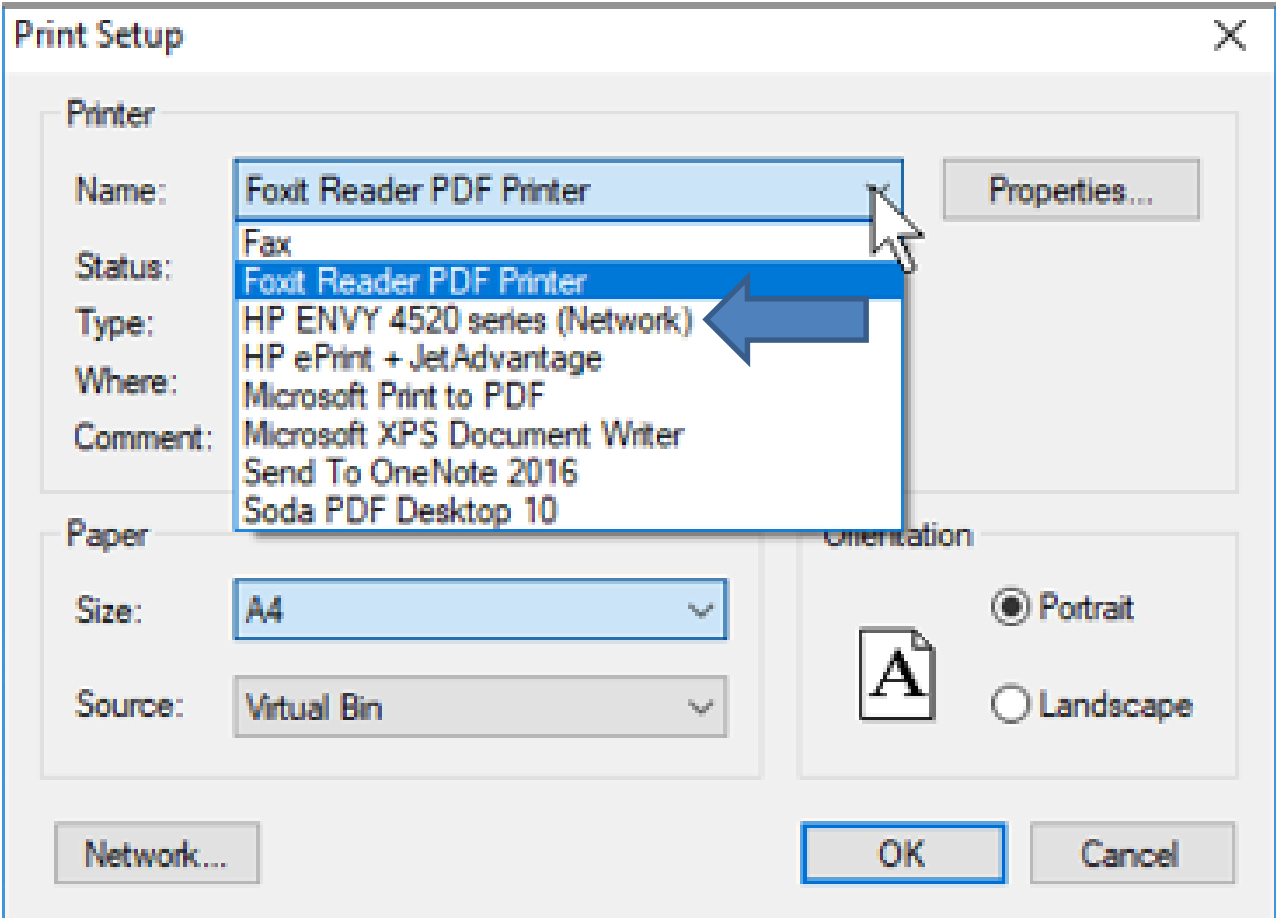 Print Setup
Printer
Name: Foxit Reader PDF Printer Properties...
Fax
Status:
Foxit Reader PDF Printer
Type: HP ENVY 4520 series (Network)
HP ePrint + JetAdvantage
Where:
Microsoft Print to PDF
Comment: Microsoft XPS Document Writer
Send To OneNote 2016
Soda PDF Desktop 10
Paper Orientation
Size: A4 Portrait
A
Source: Virtual Bin Landscape
Network... OK Cancel